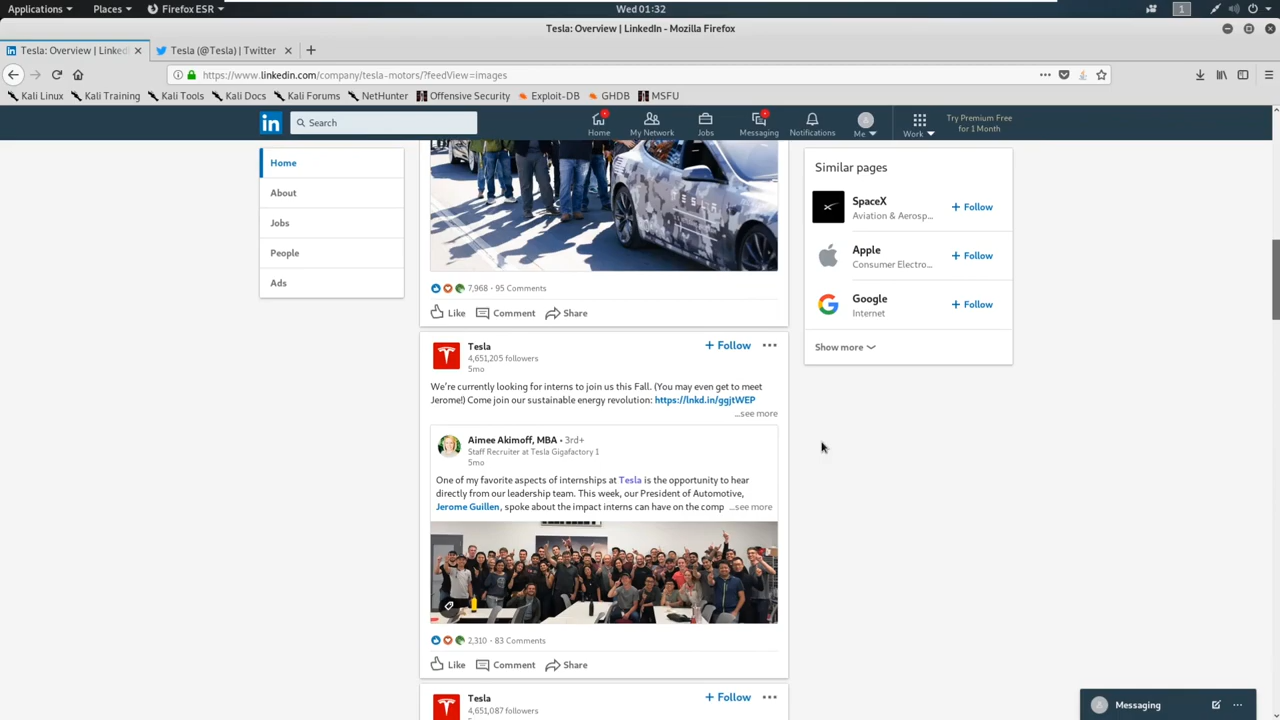 Applications
Places
Firefox ESR
Wed 01:32
1
Tesla: Overview | LinkedIn - Mozilla Firefox
Tesla: Overview | Linked
Tesla (@Tesla) | Twitter
https://www.linkedin.com/company/tesla-motors/?feedView=images
Kali Linux
Kali Training
Kali Tools
Kali Docs
Kali Forums
NetHunter
Offensive Security
Exploit-DB
GHDB
MSFU
in
Search
Home
My Network
Jobs
Messaging
Notifications
Me
Work
Try Premium Free
for 1 Month
Home
About
Jobs
People
Ads
TESLA
7,968 · 95 Comments
Like
Comment
Share
Tesla
4,651,205 followers
5mo
+ Follow
We're currently looking for interns to join us this Fall. (You may even get to meet
Jerome!) Come join our sustainable energy revolution: https://lnkd.in/ggjtWEP
...see more
Aimee Akimoff, MBA • 3rd+
Staff Recruiter at Tesla Gigafactory 1
5mo
One of my favorite aspects of internships at Tesla is the opportunity to hear
directly from our leadership team. This week, our President of Automotive,
Jerome Guillen, spoke about the impact interns can have on the comp ...see more
2,310 · 83 Comments
Like
Comment
Share
Tesla
4,651,087 followers
+ Follow
Similar pages
SpaceX
Aviation & Aerosp...
+ Follow
Apple
Consumer Electro...
+ Follow
Google
Internet
+ Follow
Show more
Messaging